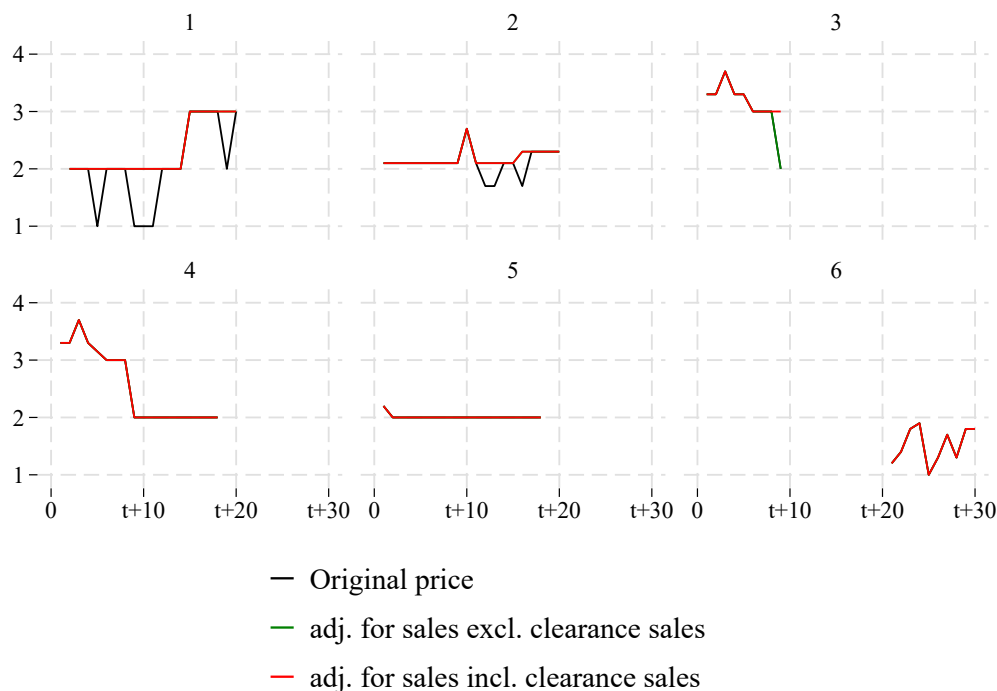 1 2 3
4
3
2
1
4 5 6
4
3
2
1
0 t+10 t+20 t+30 0 t+10 t+20 t+30 0 t+10 t+20 t+30
Original price
adj. for sales excl. clearance sales
adj. for sales incl. clearance sales